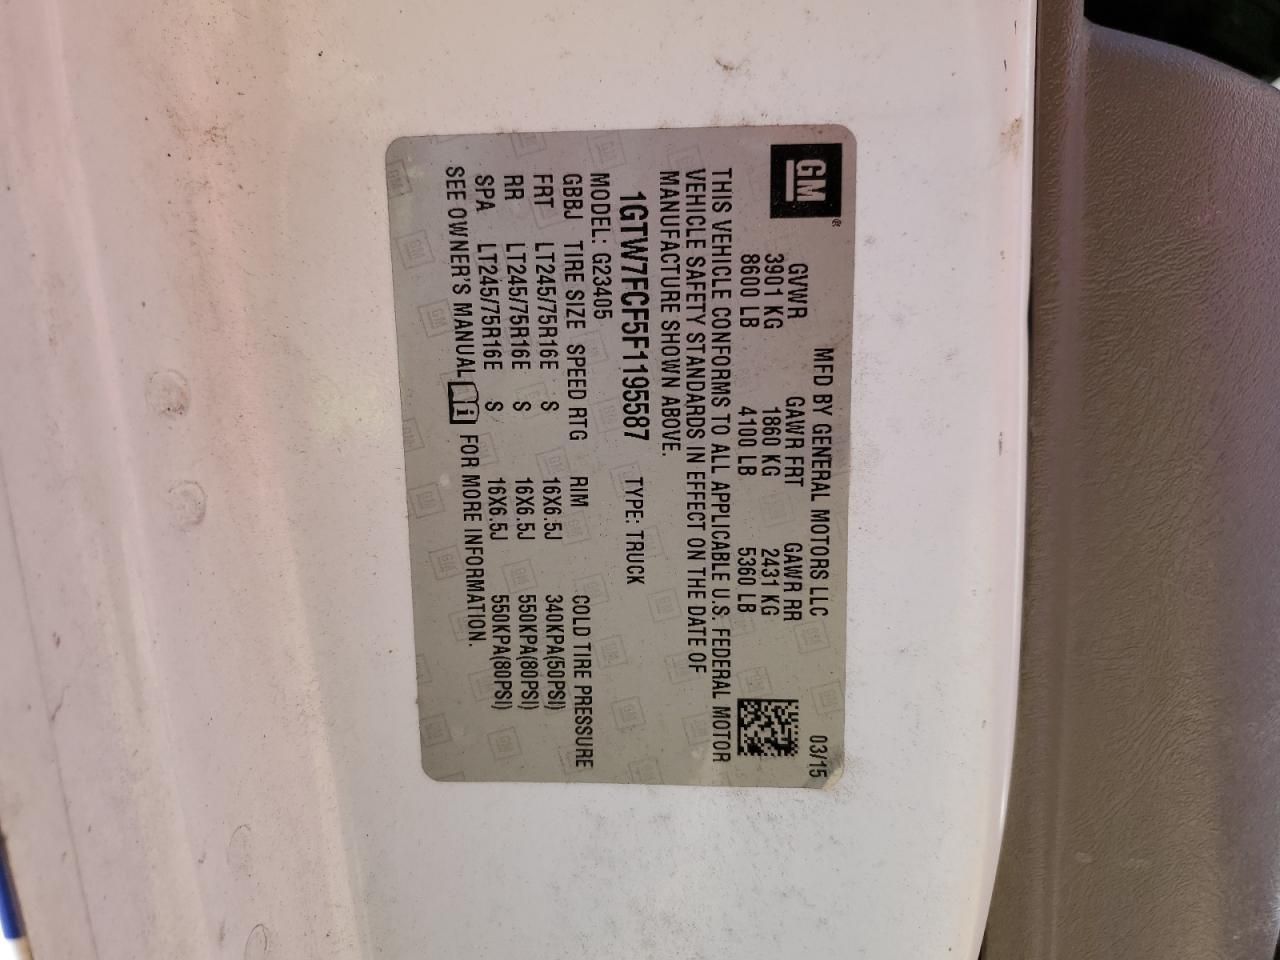 GM®
MFD BY GENERAL MOTORS LLC 03/15
GVWR GAWR FRT GAWR RR
3901 KG 1860 KG 2431 KG
8600 LB 4100 LB 5360 LB
THIS VEHICLE CONFORMS TO ALL APPLICABLE U.S. FEDERAL MOTOR
VEHICLE SAFETY STANDARDS IN EFFECT ON THE DATE OF
MANUFACTURE SHOWN ABOVE.
1GTW7FCF5F1195587 TYPE: TRUCK
MODEL: G23405
GBBJ TIRE SIZE SPEED RTG RIM COLD TIRE PRESSURE
FRT LT245/75R16E S 16X6.5J 340KPA(50PSI)
RR LT245/75R16E S 16X6.5J 550KPA(80PSI)
SPA LT245/75R16E S 16X6.5J 550KPA(80PSI)
SEE OWNER'S MANUAL i FOR MORE INFORMATION.